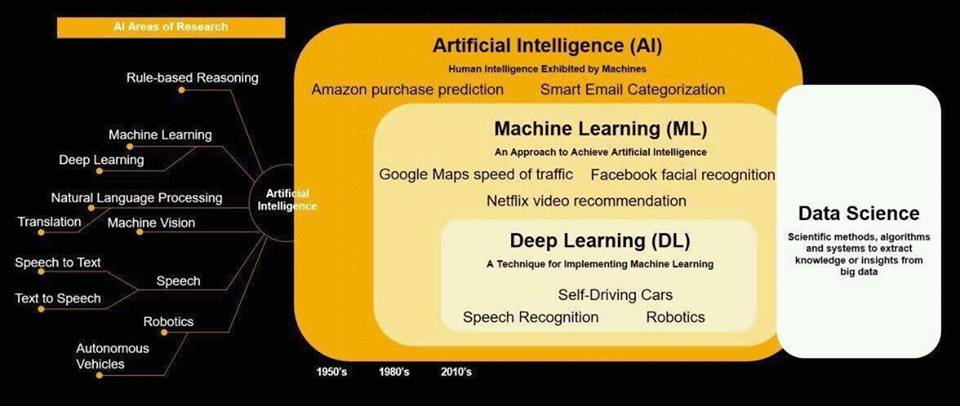 AI Areas of Research
Rule-based Reasoning
Machine Learning
Deep Learning
Natural Language Processing
Translation
Machine Vision
Speech to Text
Speech
Text to Speech
Robotics
Autonomous
Vehicles
Artificial
Intelligence
Artificial Intelligence (AI)
Human Intelligence Exhibited by Machines
Amazon purchase prediction
Smart Email Categorization
Machine Learning (ML)
An Approach to Achieve Artificial Intelligence
Google Maps speed of traffic
Facebook facial recognition
Netflix video recommendation
Deep Learning (DL)
A Technique for Implementing Machine Learning
Self-Driving Cars
Speech Recognition
Robotics
1950's
1980's
2010's
Data Science
Scientific methods, algorithms
and systems to extract
knowledge or insights from
big data